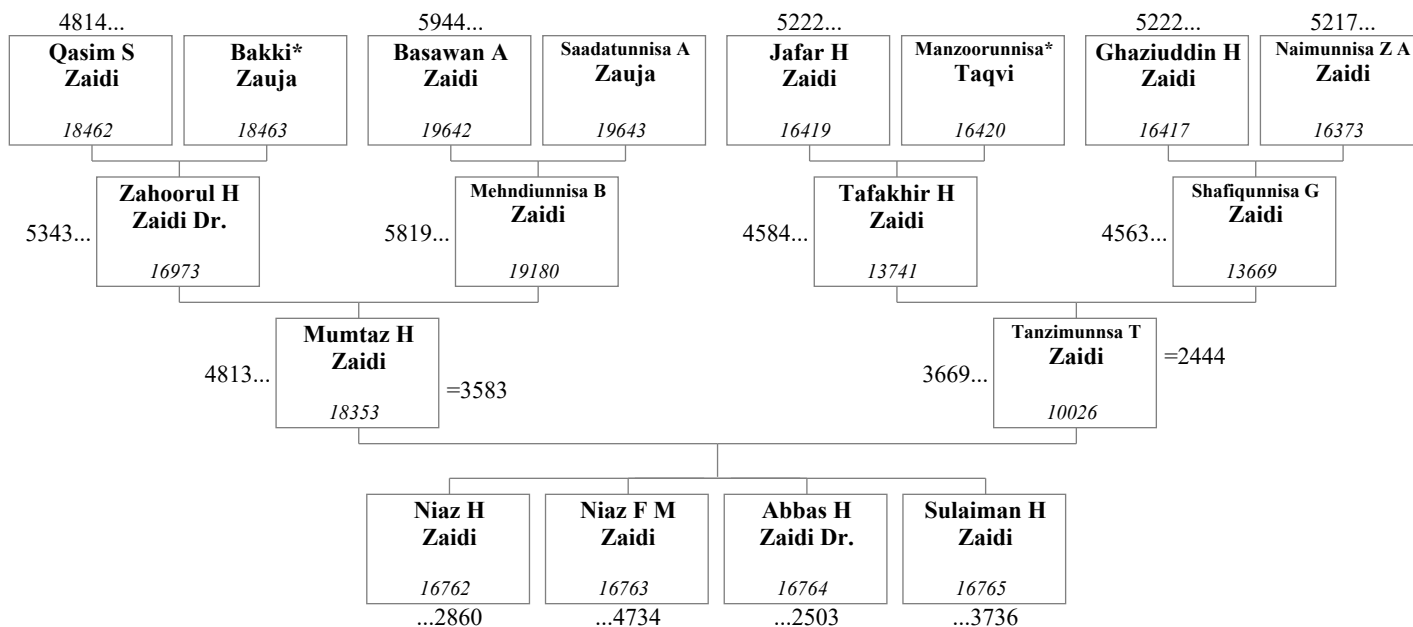 4814...
5944...
5222...
5222...
5217...
Qasim S
Zaidi
18462
Bakki*
Zauja
18463
Basawan A
Zaidi
19642
Saadatunnisa A
Zauja
19643
Jafar H
Zaidi
16419
Manzoorunnisa*
Taqvi
16420
Ghaziuddin H
Zaidi
16417
Naimunnisa Z A
Zaidi
16373
5343...
Zahoorul H
Zaidi Dr.
16973
5819...
Mehndiunnisa B
Zaidi
19180
4584...
Tafakhir H
Zaidi
13741
4563...
Shafiqunnisa G
Zaidi
13669
4813...
Mumtaz H
Zaidi
18353
=3583
3669...
Tanzimunnsa T
Zaidi
10026
=2444
Niaz H
Zaidi
16762
...2860
Niaz F M
Zaidi
16763
...4734
Abbas H
Zaidi Dr.
16764
...2503
Sulaiman H
Zaidi
16765
...3736